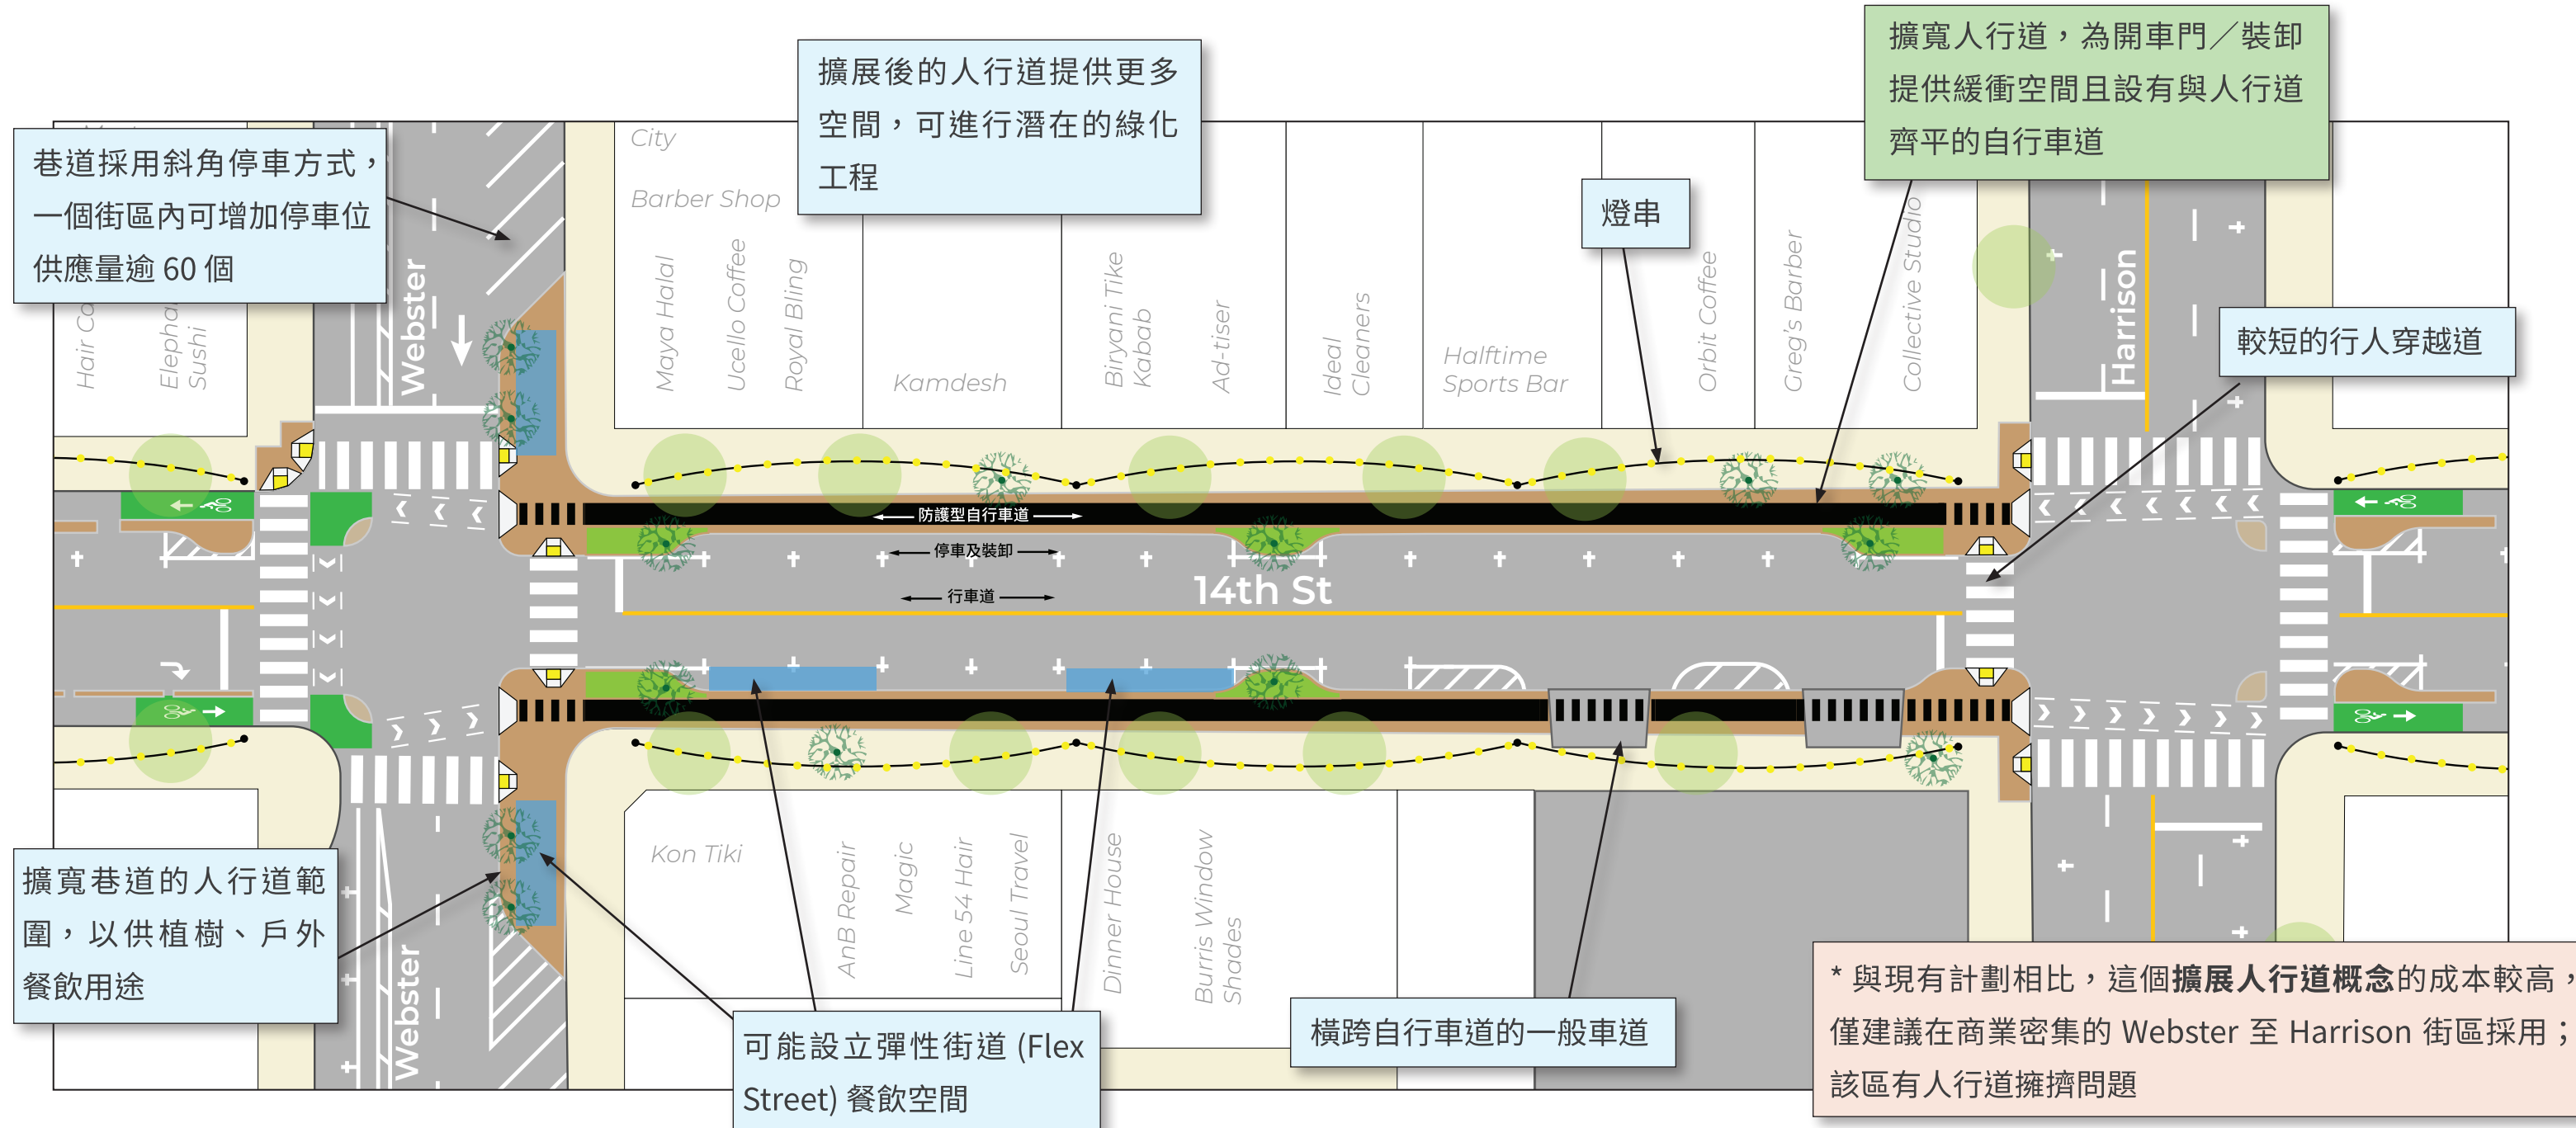 擴寬人行道，為開車門／裝卸
提供緩衝空間且設有與人行道
齊平的自行車道
擴展後的人行道提供更多
空間，可進行潛在的綠化
工程
巷道採用斜角停車方式，
一個街區內可增加停車位
供應量逾 60 個
燈串
較短的行人穿越道
City
Barber Shop
Maya Halal
Ucello Coffee
Royal Bling
Kamdesh
Biryani Tike
Kabab
Ad-tiser
Ideal
Cleaners
Halftime
Sports Bar
Orbit Coffee
Greg's Barber
Collective Studio
Sushi
Webster
Harrison
防護型自行車道
停車及裝卸
行車道
14th St
Kon Tiki
AnB Repair
Magic
Line 54 Hair
Seoul Travel
Dinner House
Burris Window
Shades
Webster
擴寬巷道的人行道範
圍，以供植樹、戶外
餐飲用途
可能設立彈性街道 (Flex
Street) 餐飲空間
橫跨自行車道的一般車道
* 與現有計劃相比，這個擴展人行道概念的成本較高，
僅建議在商業密集的 Webster 至 Harrison 街區採用；
該區有人行道擁擠問題